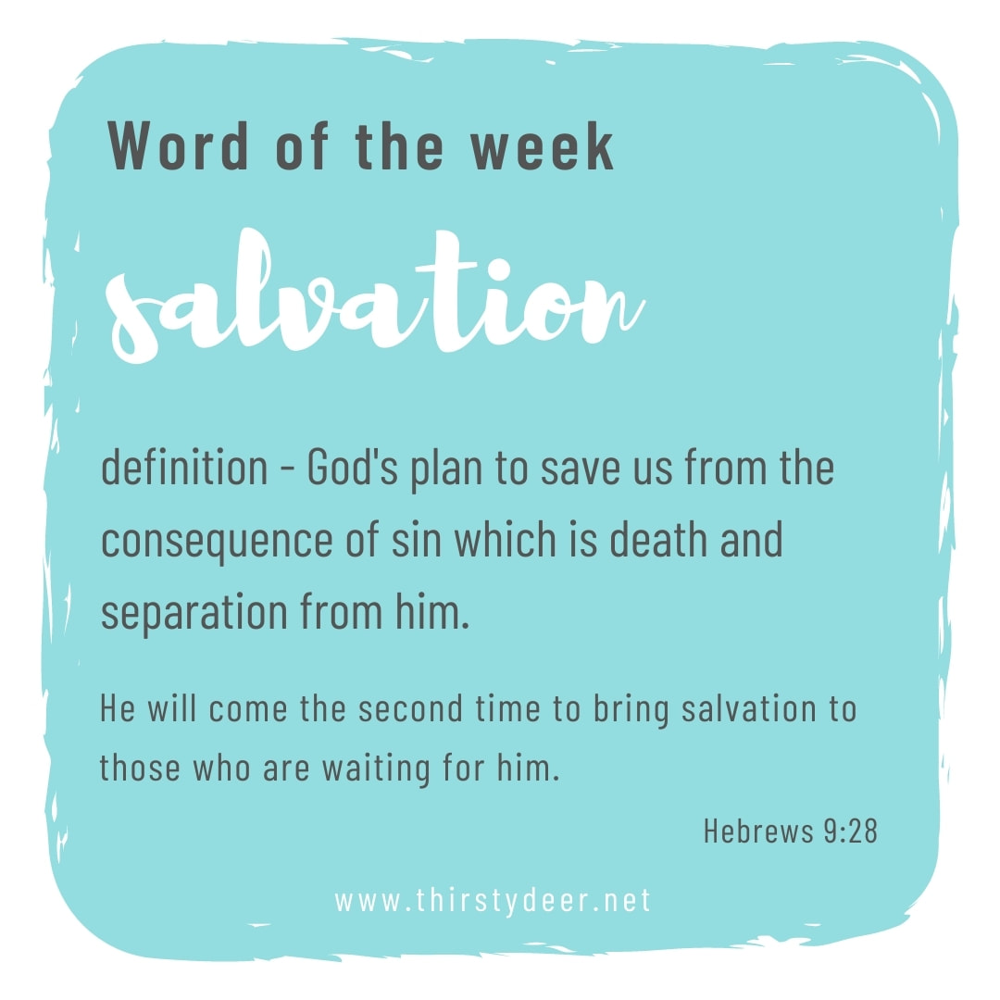 Word of the week
salvation
definition - God's plan to save us from the
consequence of sin which is death and
separation from him.
He will come the second time to bring salvation to
those who are waiting for him.
Hebrews 9:28
www.thirstydeer.net